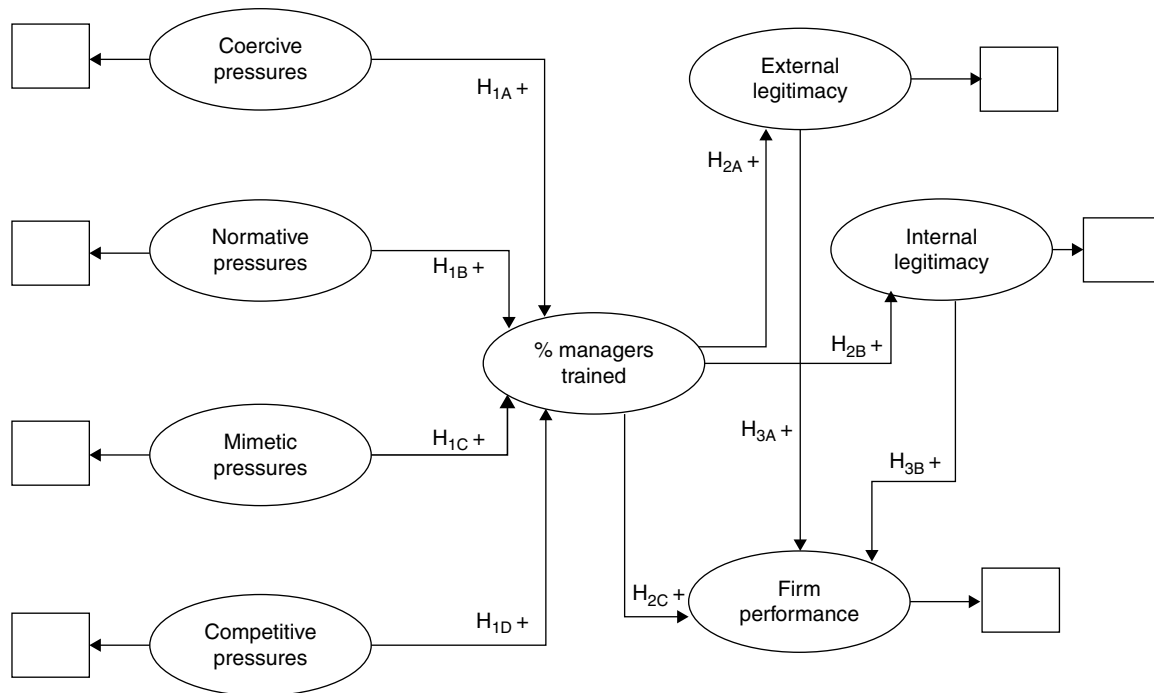 Coercive
pressures
H1A +
External
legitimacy
H2A +
Normative
pressures
H1B +
Internal
legitimacy
% managers
trained
H2B +
Mimetic
pressures
H1C +
H3A +
H3B +
Competitive
pressures
H1D +
H2C +
Firm
performance